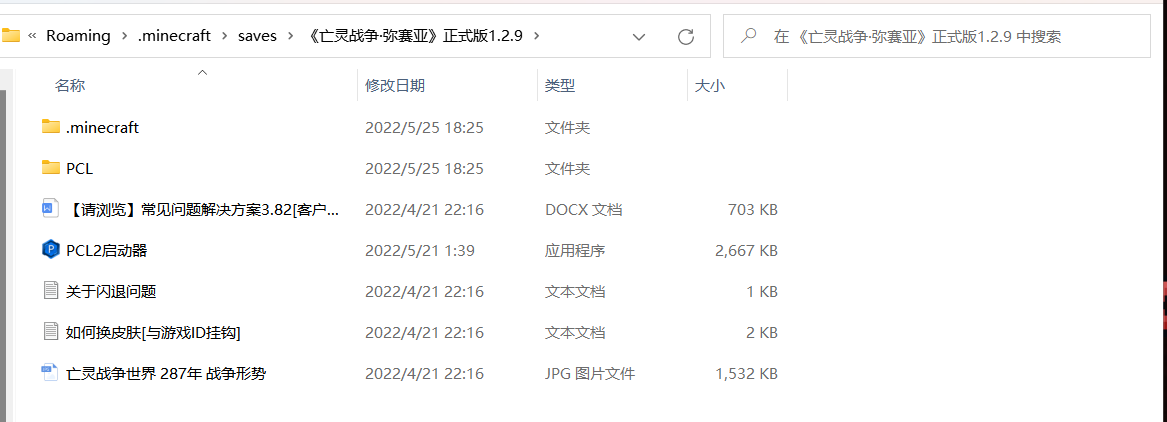 « Roaming > .minecraft > saves > 《亡灵战争·弥赛亚》正式版1.2.9 >
在 《亡灵战争·弥赛亚》正式版1.2.9 中搜索
名称 修改日期 类型 大小
.minecraft 2022/5/25 18:25 文件夹
PCL 2022/5/25 18:25 文件夹
【请浏览】常见问题解决方案3.82[客户... 2022/4/21 22:16 DOCX 文档 703 KB
PCL2启动器 2022/5/21 1:39 应用程序 2,667 KB
关于闪退问题 2022/4/21 22:16 文本文档 1 KB
如何换皮肤[与游戏ID挂钩] 2022/4/21 22:16 文本文档 2 KB
亡灵战争世界 287年 战争形势 2022/4/21 22:16 JPG 图片文件 1,532 KB